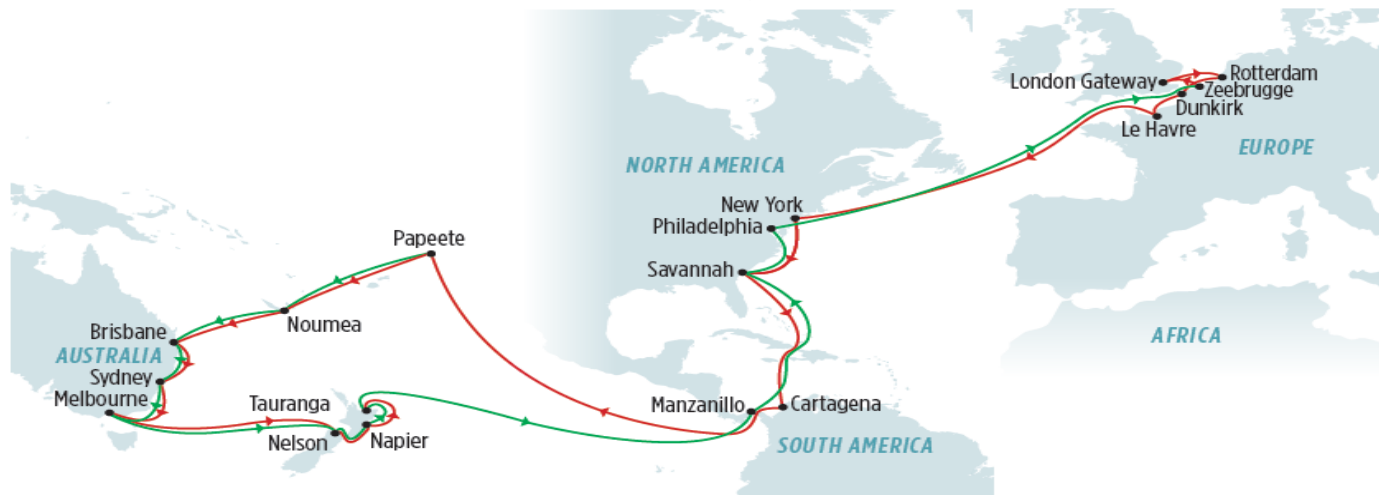 London Gateway
Rotterdam
Zeebrugge
Dunkirk
Le Havre
EUROPE
NORTH AMERICA
New York
Philadelphia
Papeete
Savannah
Noumea
Brisbane
AUSTRALIA
Sydney
Melbourne
Tauranga
Nelson
Napier
Manzanillo
Cartagena
SOUTH AMERICA
AFRICA